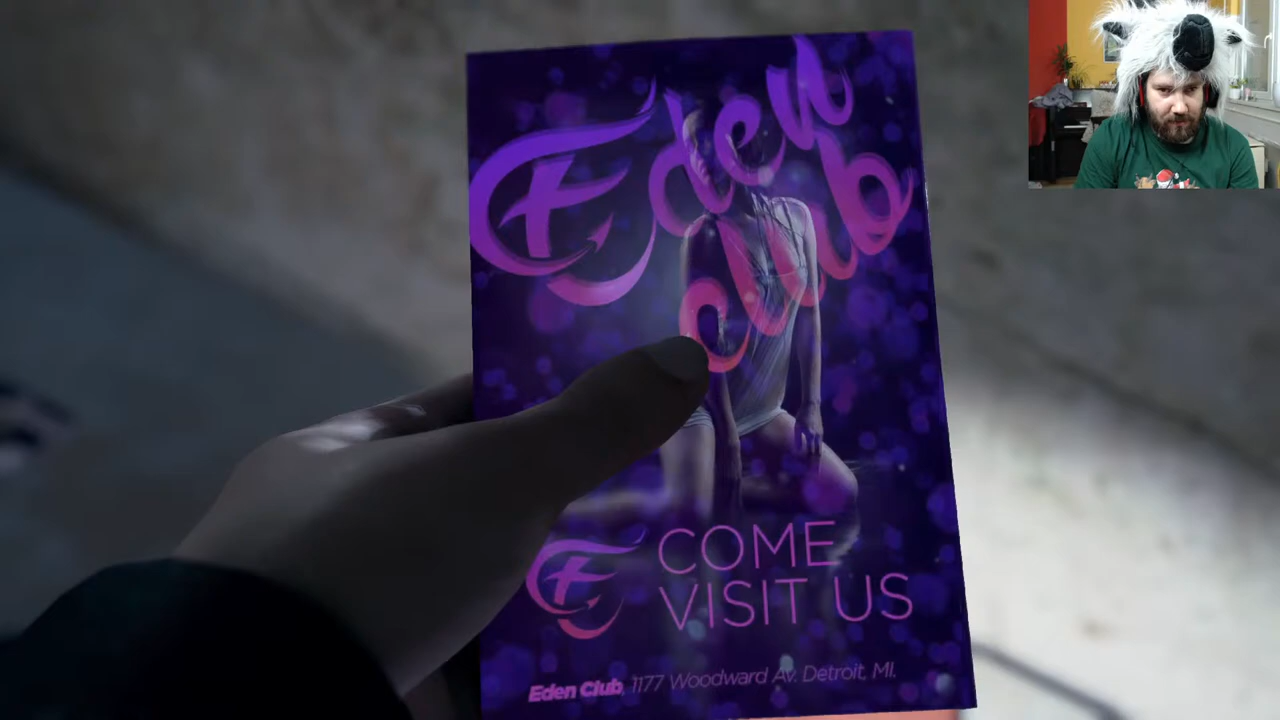 Eden
club
COME
VISIT US
Eden Club, 1177 Woodward Av. Detroit, MI.